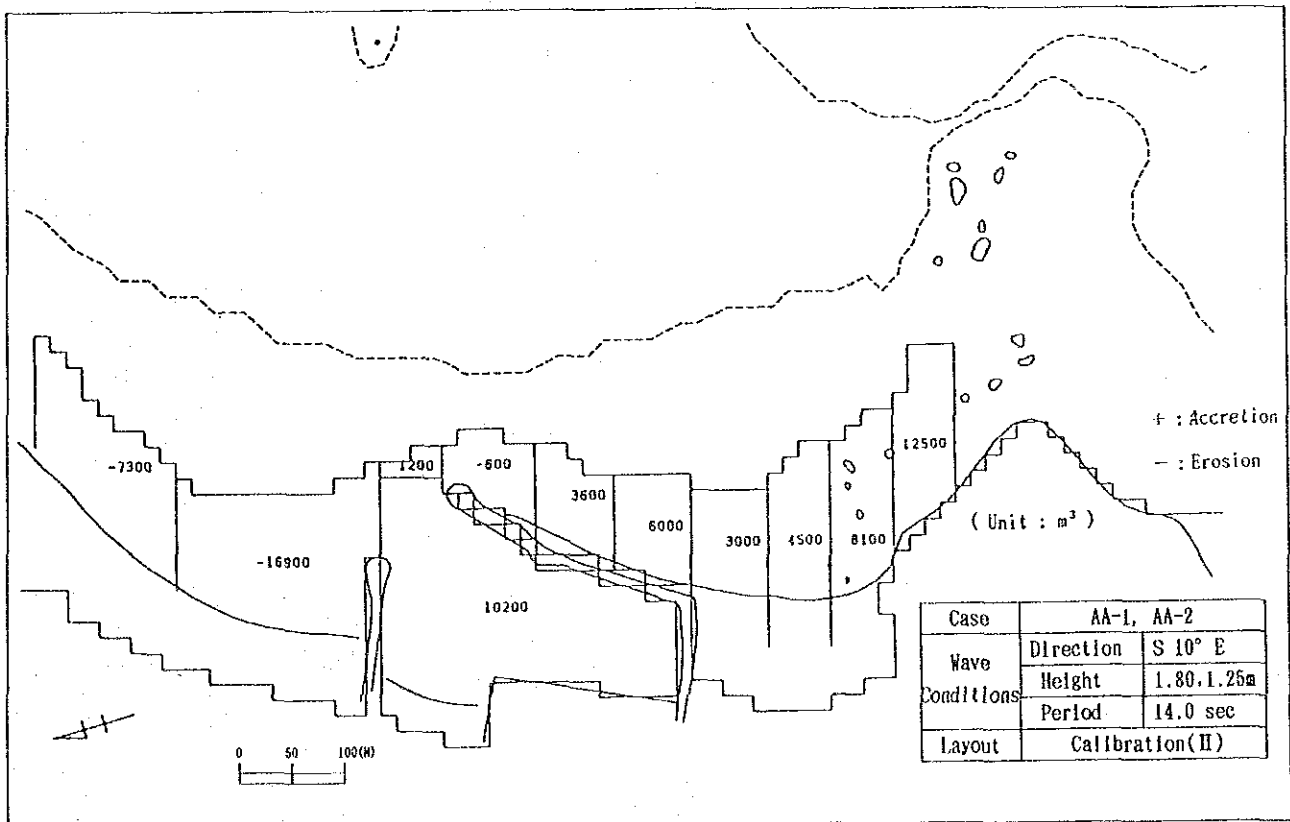 12500
+ : Accretion
-7300
1200
-600
- : Erosion
3600
6000
3000
4500
8100
( Unit : m³ )
-16900
10200
Case AA-1, AA-2
Wave Conditions
Direction S 10° E
Height 1.80, 1.25m
Period 14.0 sec
Layout Calibration(II)
0 50 100(M)